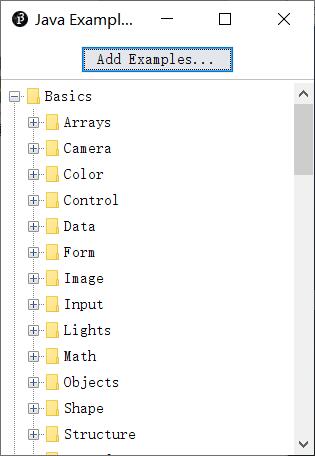 Java Exampl...
Add Examples...
Basics
Arrays
Camera
Color
Control
Data
Form
Image
Input
Lights
Math
Objects
Shape
Structure